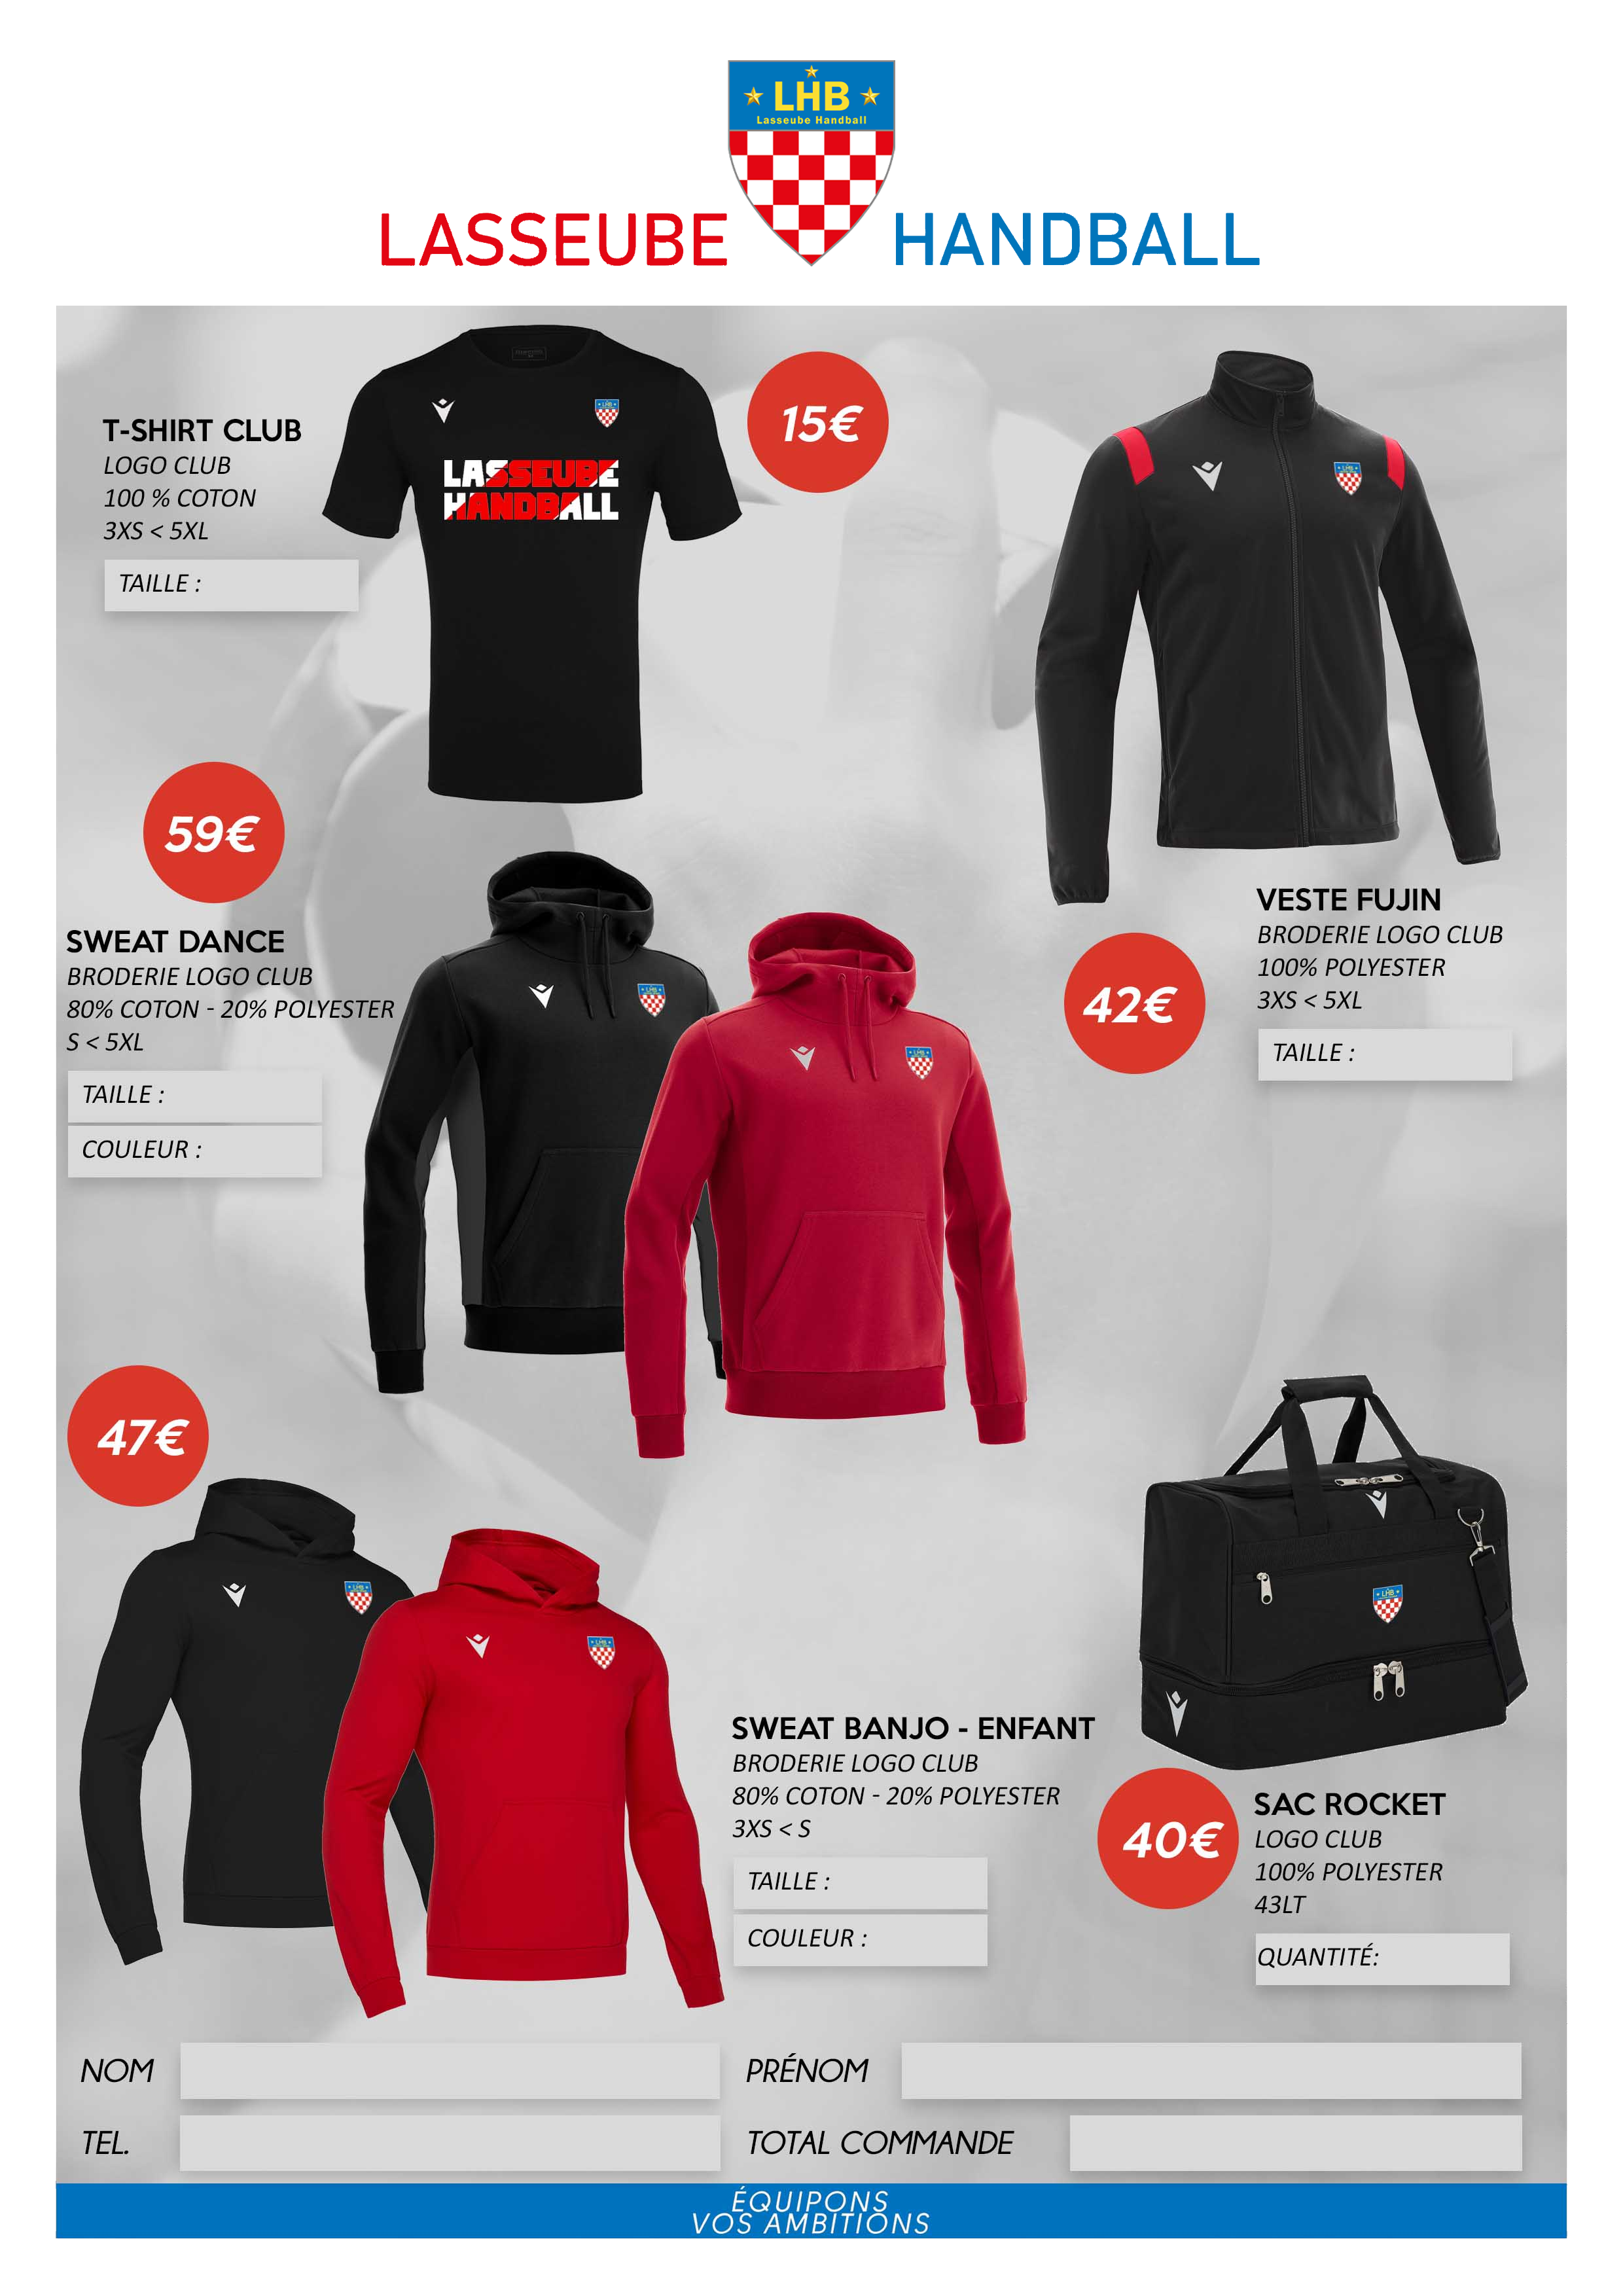 LHB
Lasseube Handball
LASSEUBE HANDBALL
T-SHIRT CLUB
LOGO CLUB
100 % COTON
3XS < 5XL
TAILLE :
LASSEUBE
HANDBALL
15€
59€
SWEAT DANCE
BRODERIE LOGO CLUB
80% COTON - 20% POLYESTER
S < 5XL
TAILLE :
COULEUR :
42€
VESTE FUJIN
BRODERIE LOGO CLUB
100% POLYESTER
3XS < 5XL
TAILLE :
47€
SWEAT BANJO - ENFANT
BRODERIE LOGO CLUB
80% COTON - 20% POLYESTER
3XS < S
TAILLE :
COULEUR :
40€
SAC ROCKET
LOGO CLUB
100% POLYESTER
43LT
QUANTITÉ:
NOM
PRÉNOM
TEL.
TOTAL COMMANDE
ÉQUIPONS
VOS AMBITIONS